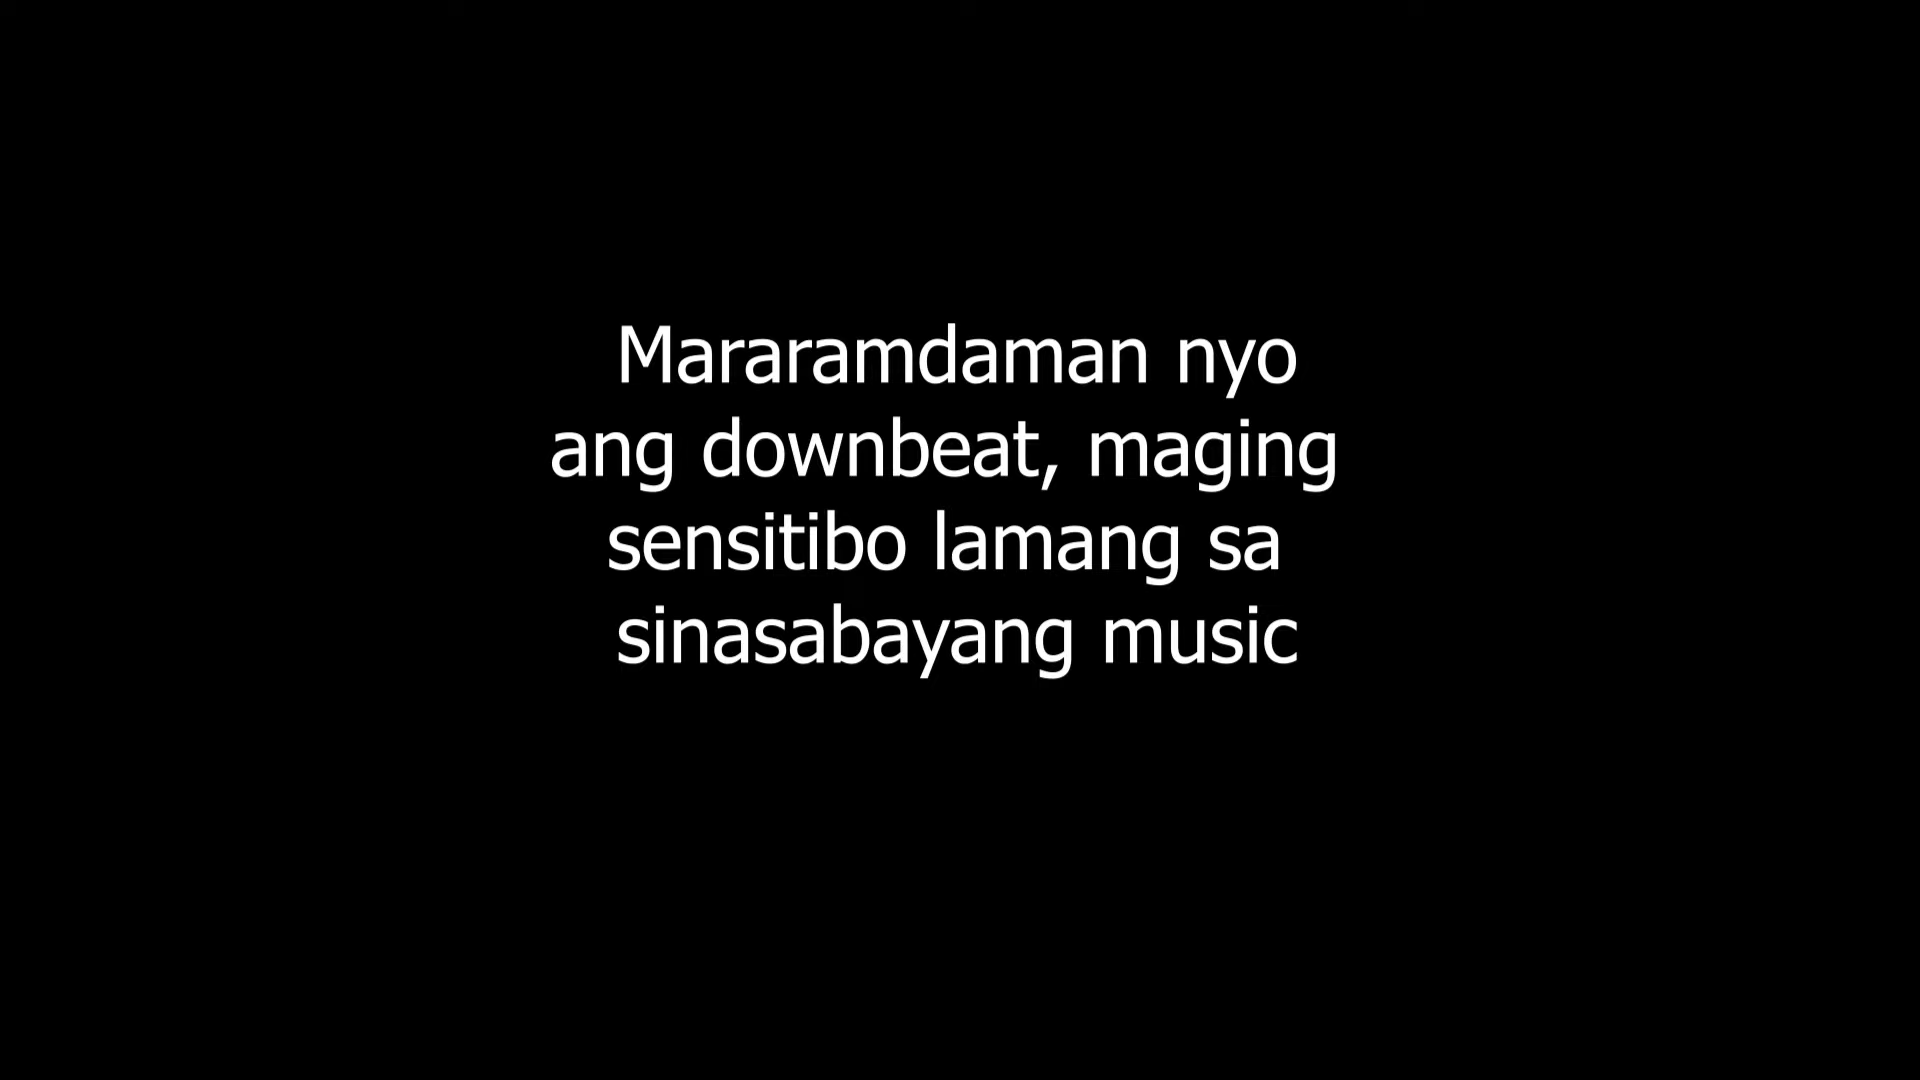 Mararamdaman nyo
ang downbeat, maging
sensitibo lamang sa
sinasabayang music